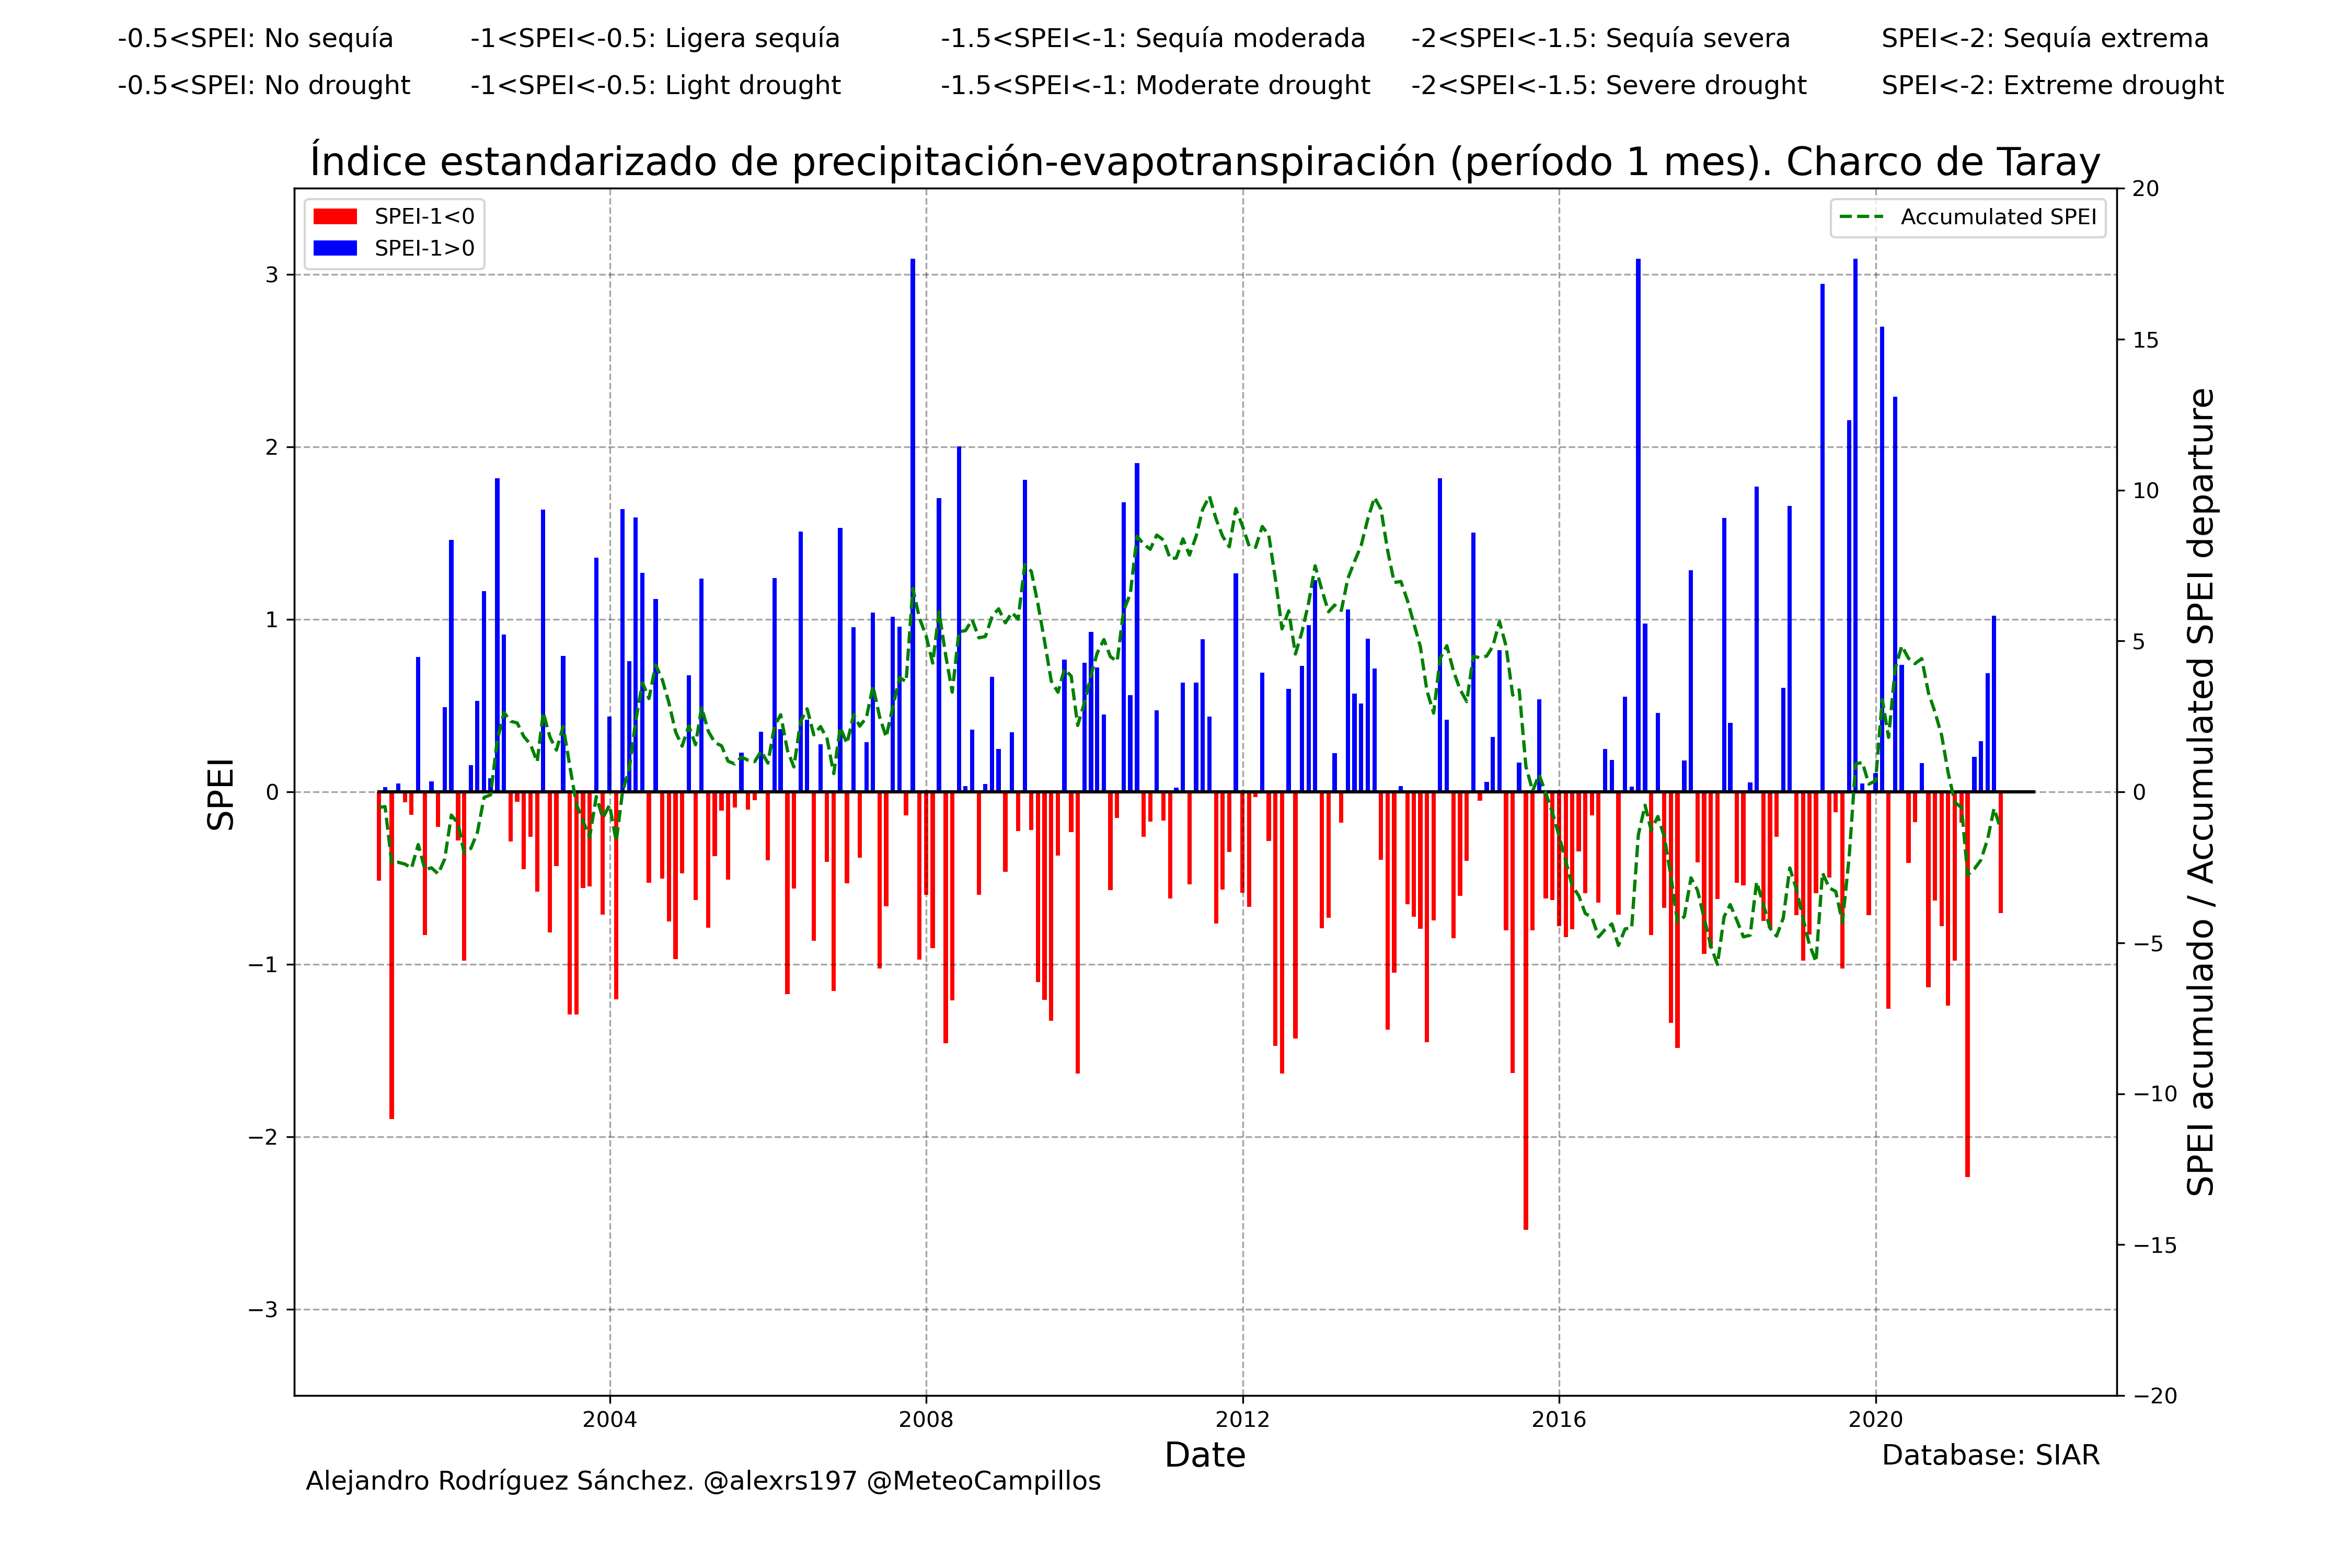 -0.5<SPEI: No sequía -1<SPEI<-0.5: Ligera sequía -1.5<SPEI<-1: Sequía moderada -2<SPEI<-1.5: Sequía severa SPEI<-2: Sequía extrema
-0.5<SPEI: No drought -1<SPEI<-0.5: Light drought -1.5<SPEI<-1: Moderate drought -2<SPEI<-1.5: Severe drought SPEI<-2: Extreme drought
Índice estandarizado de precipitación-evapotranspiración (período 1 mes). Charco de Taray
SPEI-1<0
SPEI-1>0
Accumulated SPEI
SPEI
3
2
1
0
−1
−2
−3
20
15
10
5
0
−5
−10
−15
−20
SPEI acumulado / Accumulated SPEI departure
2004 2008 2012 2016 2020
Date
Database: SIAR
Alejandro Rodríguez Sánchez. @alexrs197 @MeteoCampillos